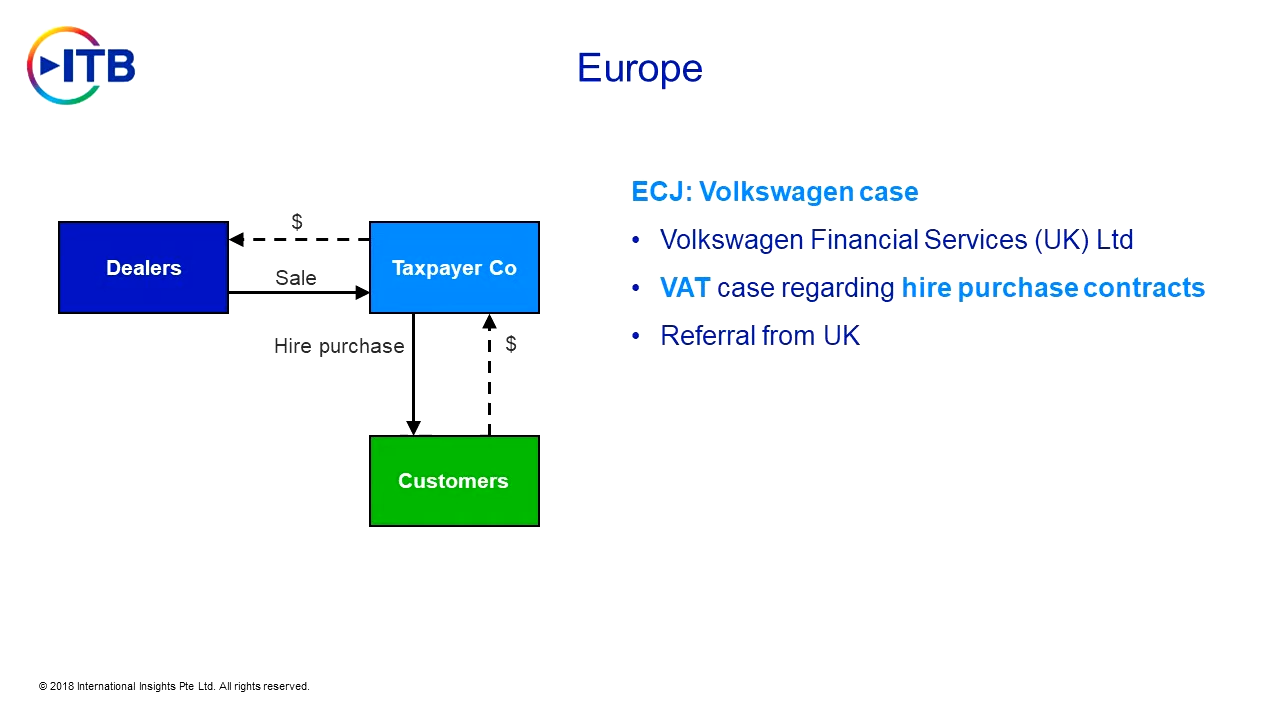 ITB
Europe
ECJ: Volkswagen case
• Volkswagen Financial Services (UK) Ltd
• VAT case regarding hire purchase contracts
• Referral from UK
$
Dealers
Sale
Taxpayer Co
Hire purchase
$
Customers
© 2018 International Insights Pte Ltd. All rights reserved.